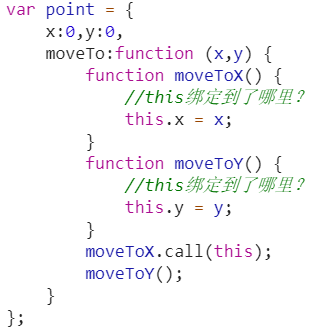 var point = {
    x:0,y:0,
    moveTo:function (x,y) {
        function moveToX() {
            //this绑定到了哪里?
            this.x = x;
        }
        function moveToY() {
            //this绑定到了哪里?
            this.y = y;
        }
        moveToX.call(this);
        moveToY();
    }
};